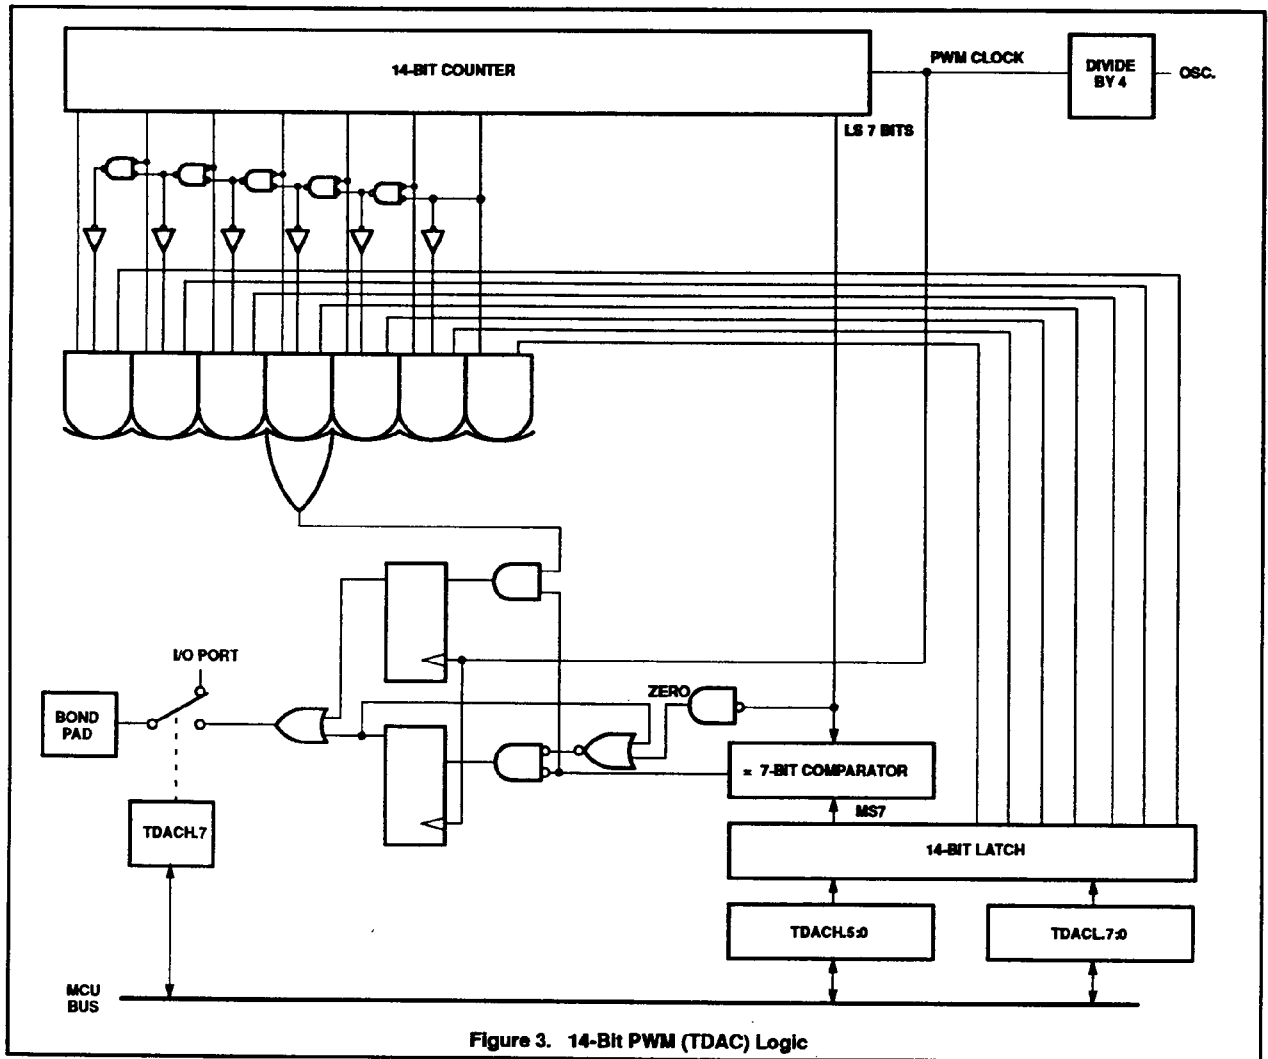 14-BIT COUNTER
PWM CLOCK
DIVIDE
BY 4
OSC.
LS 7 BITS
I/O PORT
BOND
PAD
ZERO
= 7-BIT COMPARATOR
MS7
TDACH.7
14-BIT LATCH
TDACH.5:0
TDACL.7:0
MCU
BUS
Figure 3. 14-Bit PWM (TDAC) Logic